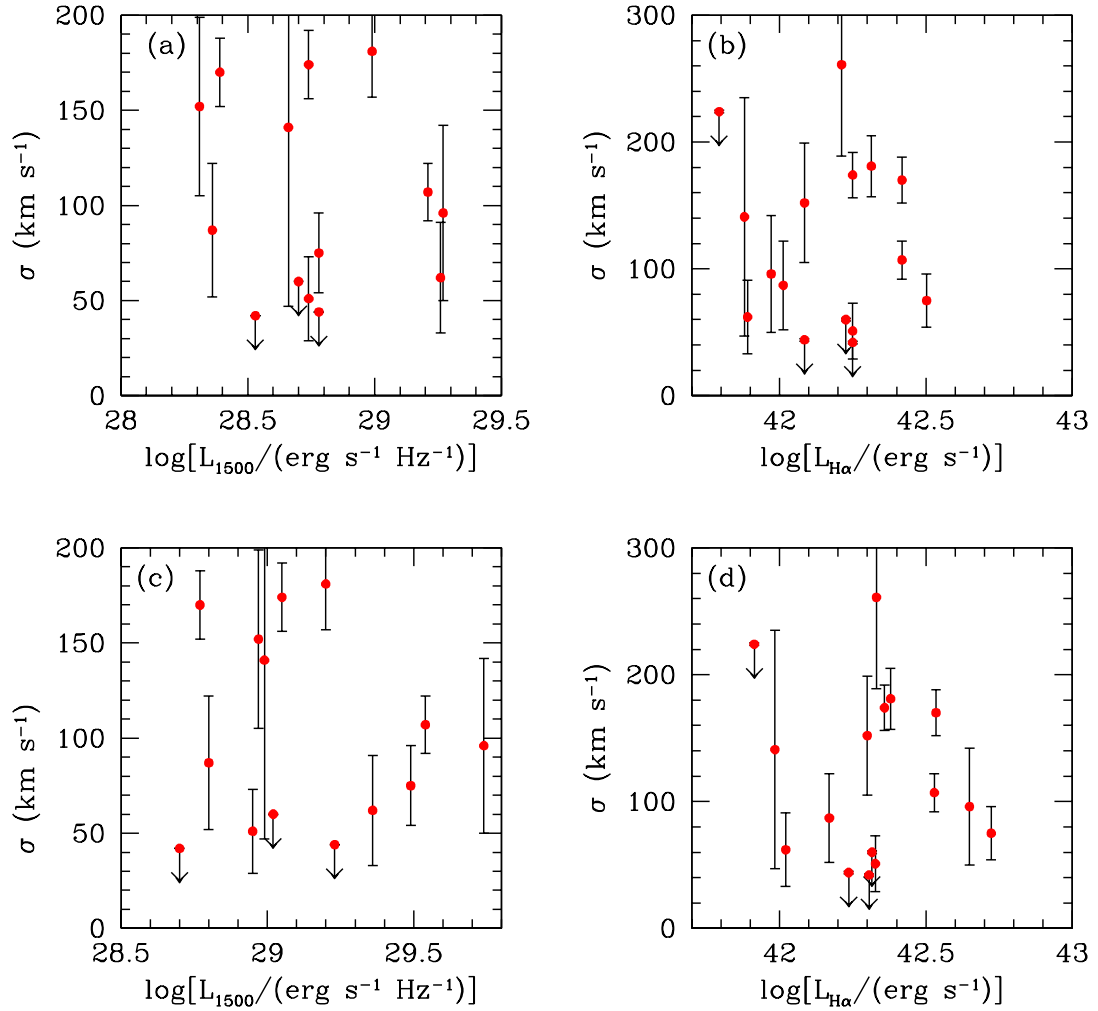 200
150
100
50
0
σ (km s⁻¹)
(a)
28
28.5
29
29.5
log[L₁₅₀₀/(erg s⁻¹ Hz⁻¹)]
300
200
100
0
σ (km s⁻¹)
(b)
42
42.5
43
log[L_Hα/(erg s⁻¹)]
200
150
100
50
0
σ (km s⁻¹)
(c)
28.5
29
29.5
log[L₁₅₀₀/(erg s⁻¹ Hz⁻¹)]
300
200
100
0
σ (km s⁻¹)
(d)
42
42.5
43
log[L_Hα/(erg s⁻¹)]